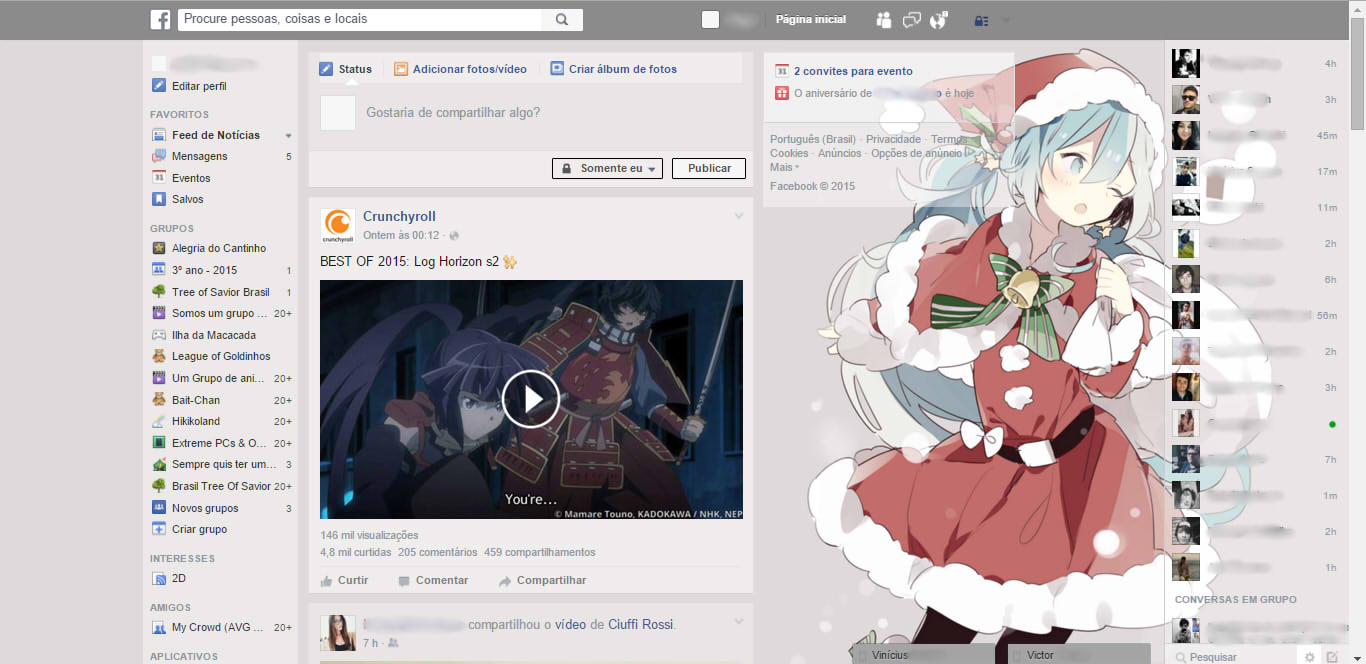 Procure pessoas, coisas e locais
Página inicial
Editar perfil
FAVORITOS
Feed de Notícias
Mensagens 5
Eventos
Salvos
GRUPOS
Alegria do Cantinho
3º ano - 2015 1
Tree of Savior Brasil 1
Somos um grupo ... 20+
Ilha da Macacada
League of Goldinhos
Um Grupo de ani... 20+
Bait-Chan 20+
Hikikoland 20+
Extreme PCs & O... 20+
Sempre quis ter um... 3
Brasil Tree Of Savior 20+
Novos grupos 3
Criar grupo
INTERESSES
2D
AMIGOS
My Crowd (AVG ... 20+
APLICATIVOS
Status
Adicionar fotos/vídeo
Criar álbum de fotos
Gostaria de compartilhar algo?
Somente eu
Publicar
Crunchyroll
crunchyroll
Ontem às 00:12 ·
BEST OF 2015: Log Horizon s2
You're...
© Mamare Touno, KADOKAWA / NHK, NEP
146 mil visualizações
4,8 mil curtidas 205 comentários 459 compartilhamentos
Curtir
Comentar
Compartilhar
compartilhou o vídeo de Ciuffi Rossi.
7 h ·
31 2 convites para evento
O aniversário de é hoje
Português (Brasil) · Privacidade · Termos
Cookies · Anúncios · Opções de anúncio
Mais
Facebook © 2015
4h
3h
45m
17m
11m
2h
6h
56m
2h
3h
7h
1m
2h
1h
CONVERSAS EM GRUPO
Vinícius
Victor
Pesquisar